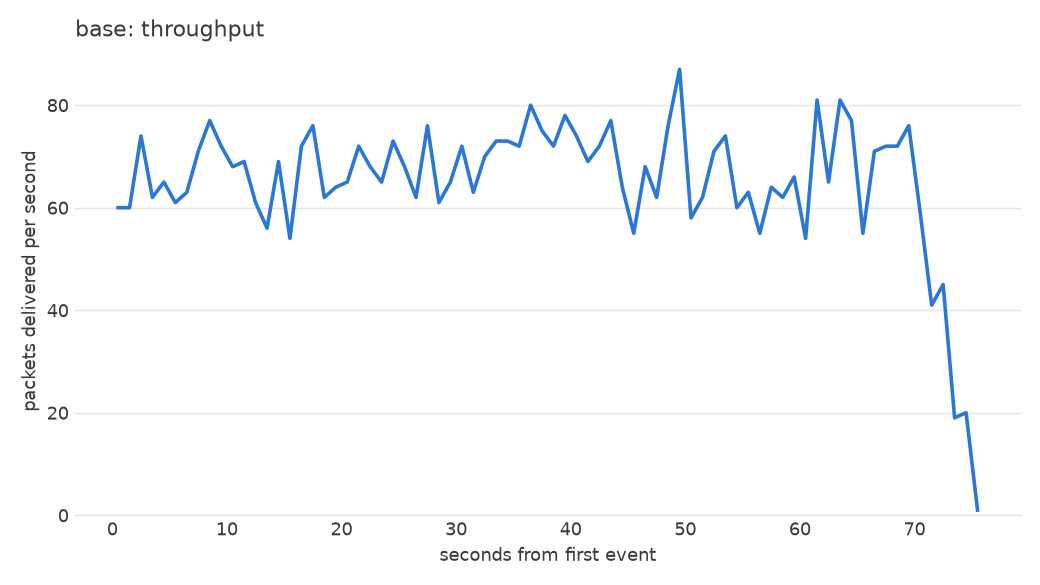 base: throughput
packets delivered per second
80
60
40
20
0
0 10 20 30 40 50 60 70
seconds from first event